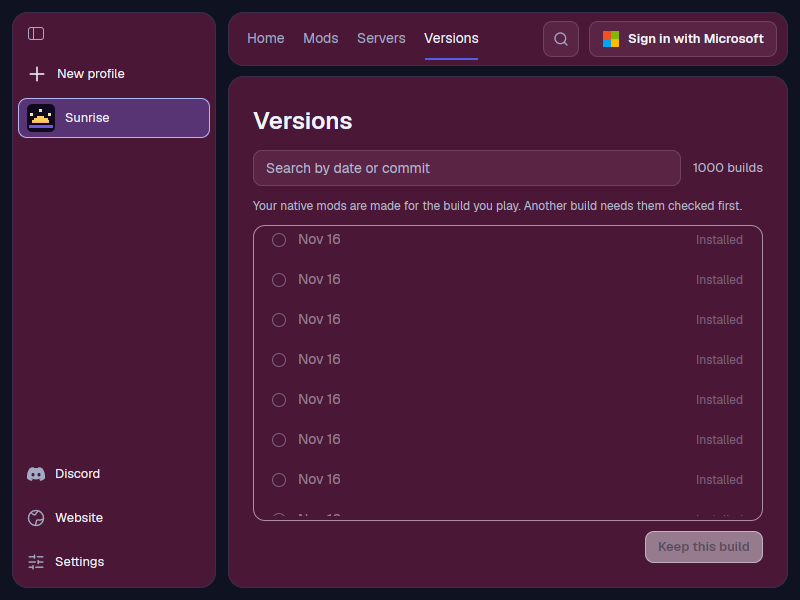 Home Mods Servers Versions Sign in with Microsoft
New profile
Sunrise
Discord
Website
Settings
Versions
Search by date or commit 1000 builds
Your native mods are made for the build you play. Another build needs them checked first.
Nov 16 Installed
Nov 16 Installed
Nov 16 Installed
Nov 16 Installed
Nov 16 Installed
Nov 16 Installed
Nov 16 Installed
Keep this build